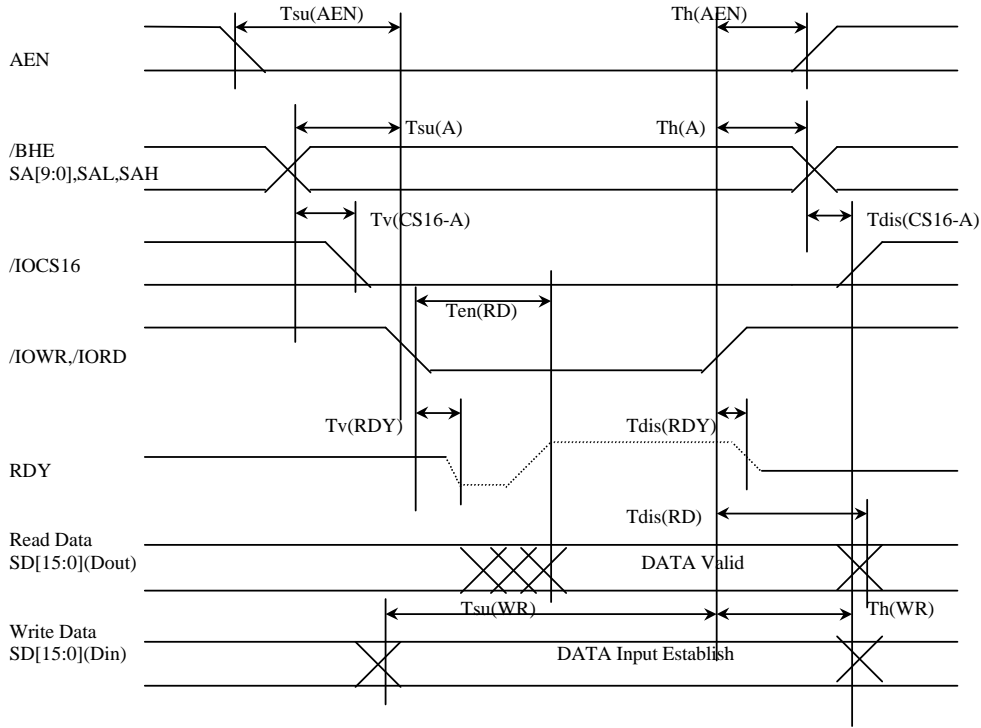 Tsu(AEN)
Th(AEN)
AEN
Tsu(A)
Th(A)
/BHE
SA[9:0],SAL,SAH
Tv(CS16-A)
Tdis(CS16-A)
/IOCS16
Ten(RD)
/IOWR,/IORD
Tv(RDY)
Tdis(RDY)
RDY
Tdis(RD)
Read Data
SD[15:0](Dout)
DATA Valid
Tsu(WR)
Th(WR)
Write Data
SD[15:0](Din)
DATA Input Establish